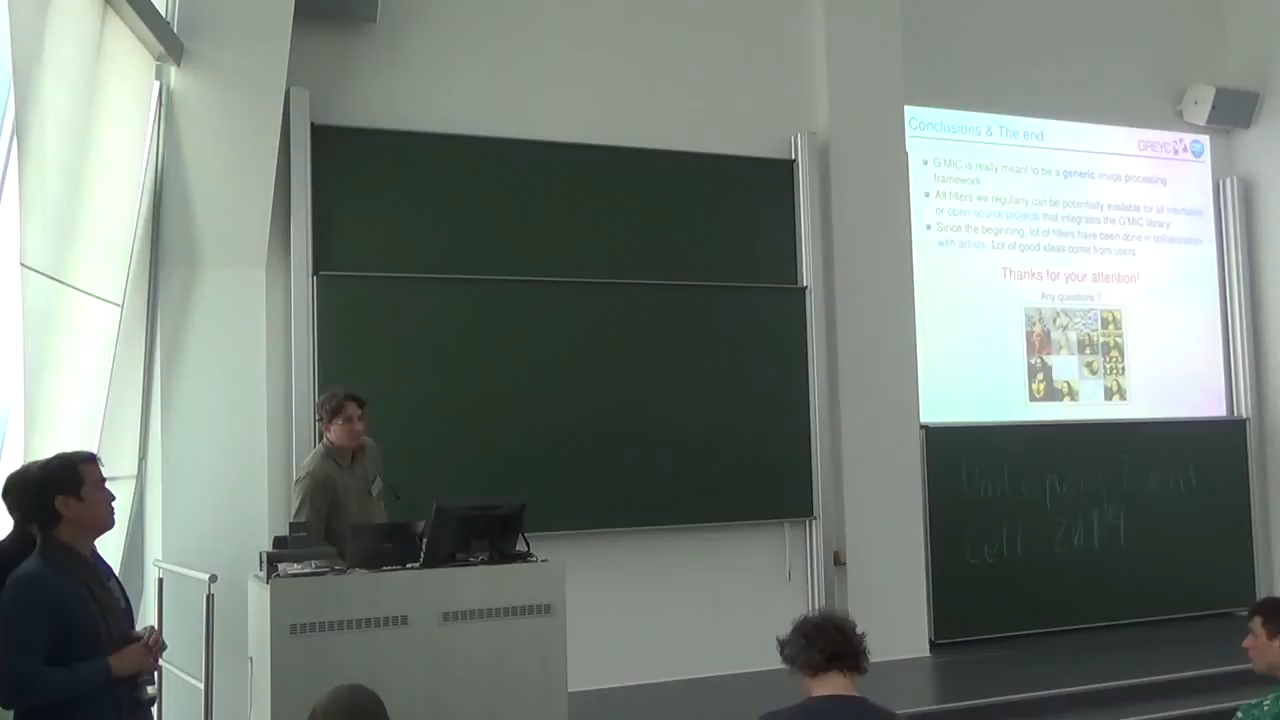 Conclusions & The end
GREYC
G'MIC is really meant to be a generic image processing
framework.
All filters we regularly can be potentially available for all interfaces
or open-source projects that integrates the G'MIC library.
Since the beginning, lot of filters have been done in collaboration
with artists. Lot of good ideas come from users.
Thanks for your attention!
Any questions ?